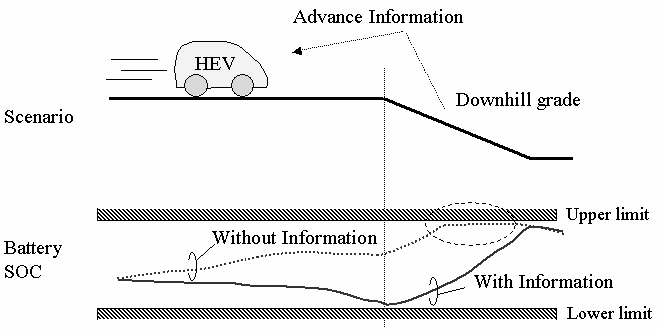 Advance Information
HEV
Downhill grade
Scenario
Upper limit
Without Information
Battery
SOC
With Information
Lower limit